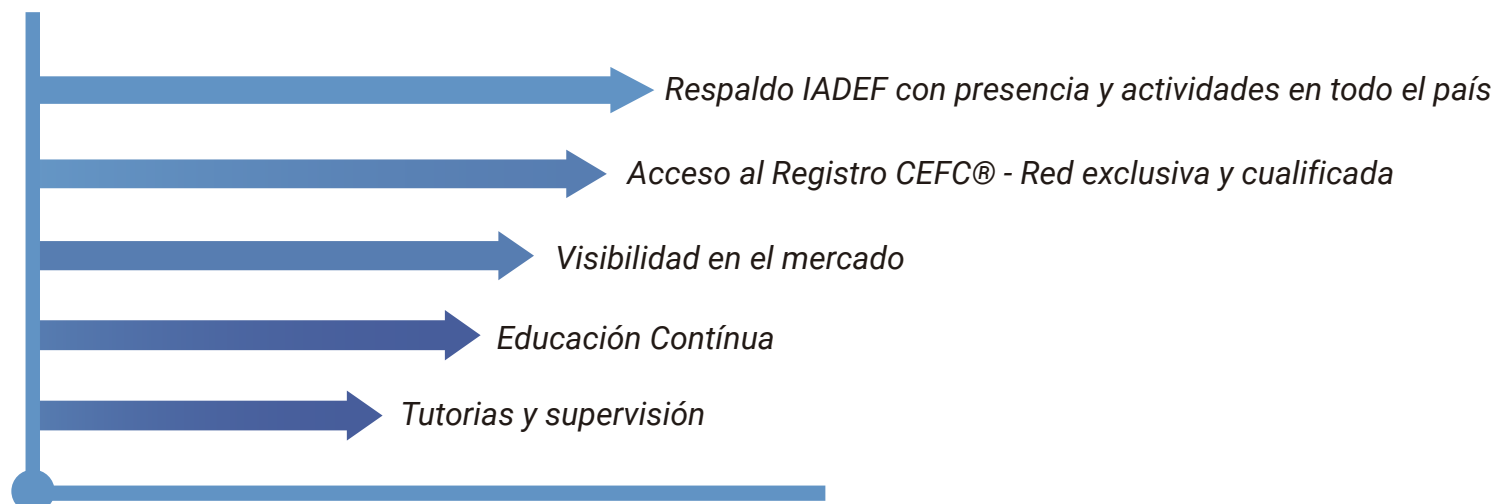 Respaldo IADEF con presencia y actividades en todo el país
Acceso al Registro CEFC® - Red exclusiva y cualificada
Visibilidad en el mercado
Educación Contínua
Tutorias y supervisión